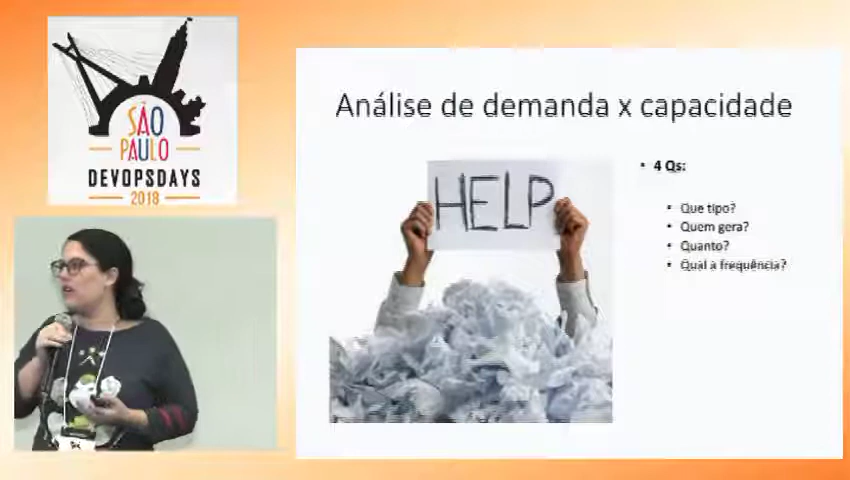 SÃO
PAULO
DEVOPSDAYS
2018
Análise de demanda x capacidade
HELP
• 4 Qs:
• Que tipo?
• Quem gera?
• Quanto?
• Qual a frequência?